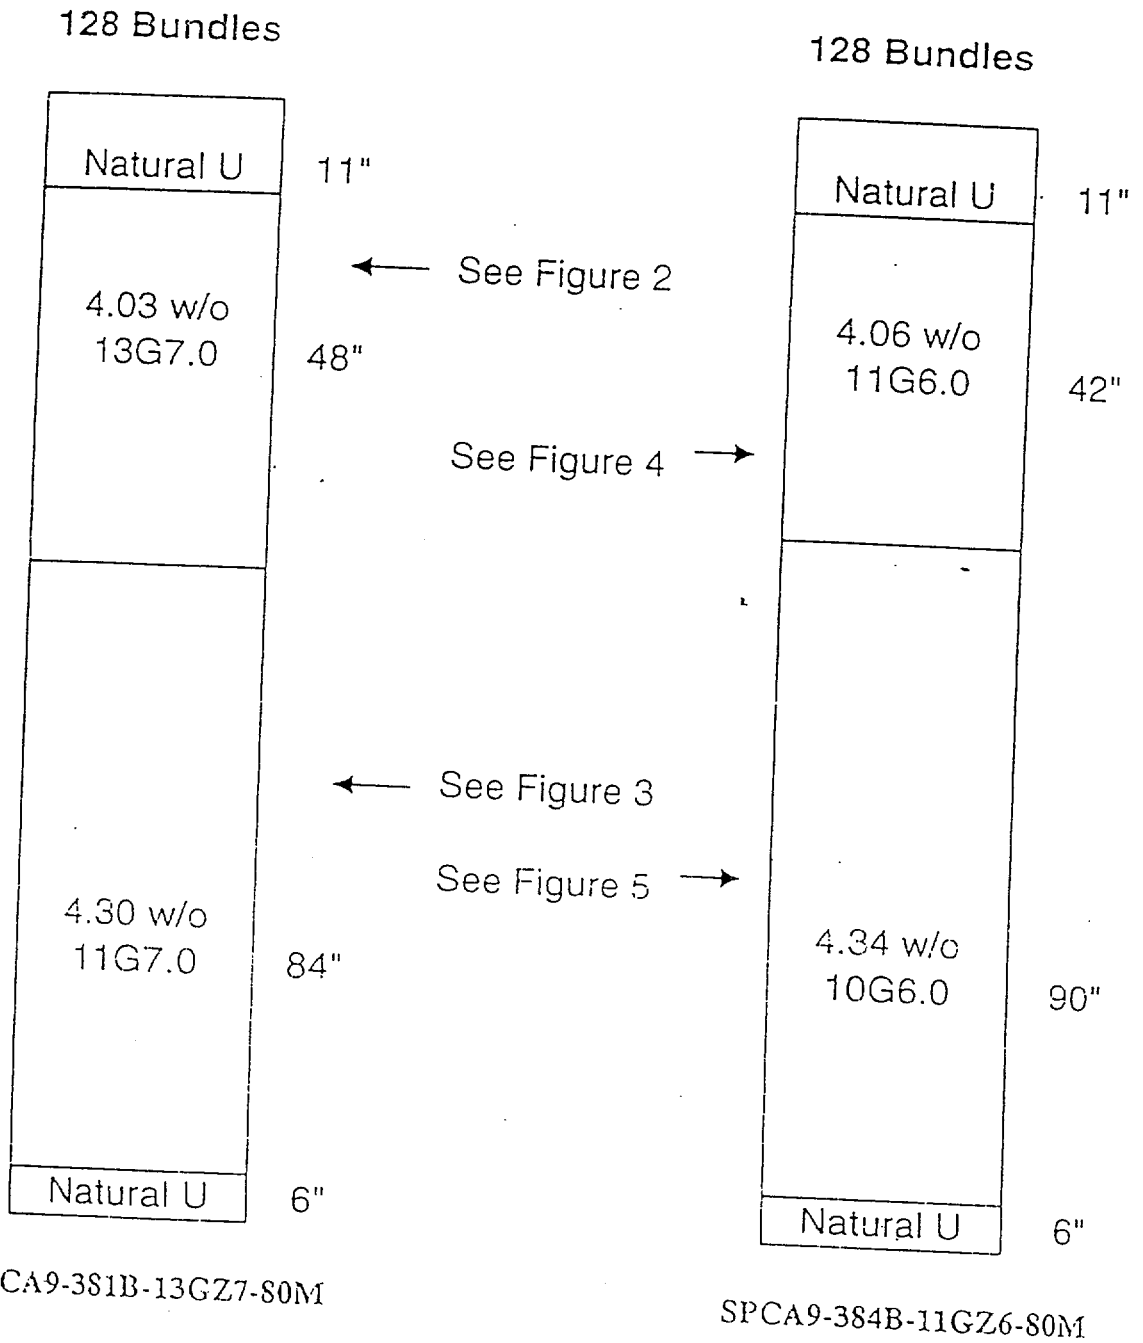 128 Bundles
Natural U
11"
4.03 w/o
13G7.0
48"
4.30 w/o
11G7.0
84"
Natural U
6"
CA9-381B-13GZ7-80M
See Figure 2
See Figure 4
See Figure 3
See Figure 5
128 Bundles
Natural U
11"
4.06 w/o
11G6.0
42"
4.34 w/o
10G6.0
90"
Natural U
6"
SPCA9-384B-11GZ6-80M